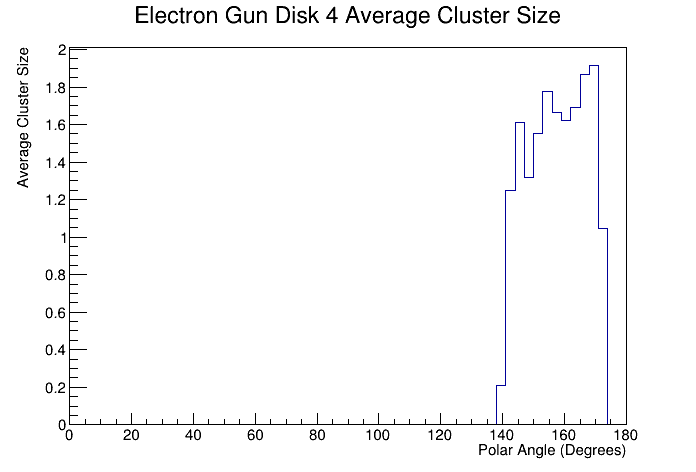 Electron Gun Disk 4 Average Cluster Size
Average Cluster Size
2
1.8
1.6
1.4
1.2
1
0.8
0.6
0.4
0.2
0
0 20 40 60 80 100 120 140 160 180
Polar Angle (Degrees)